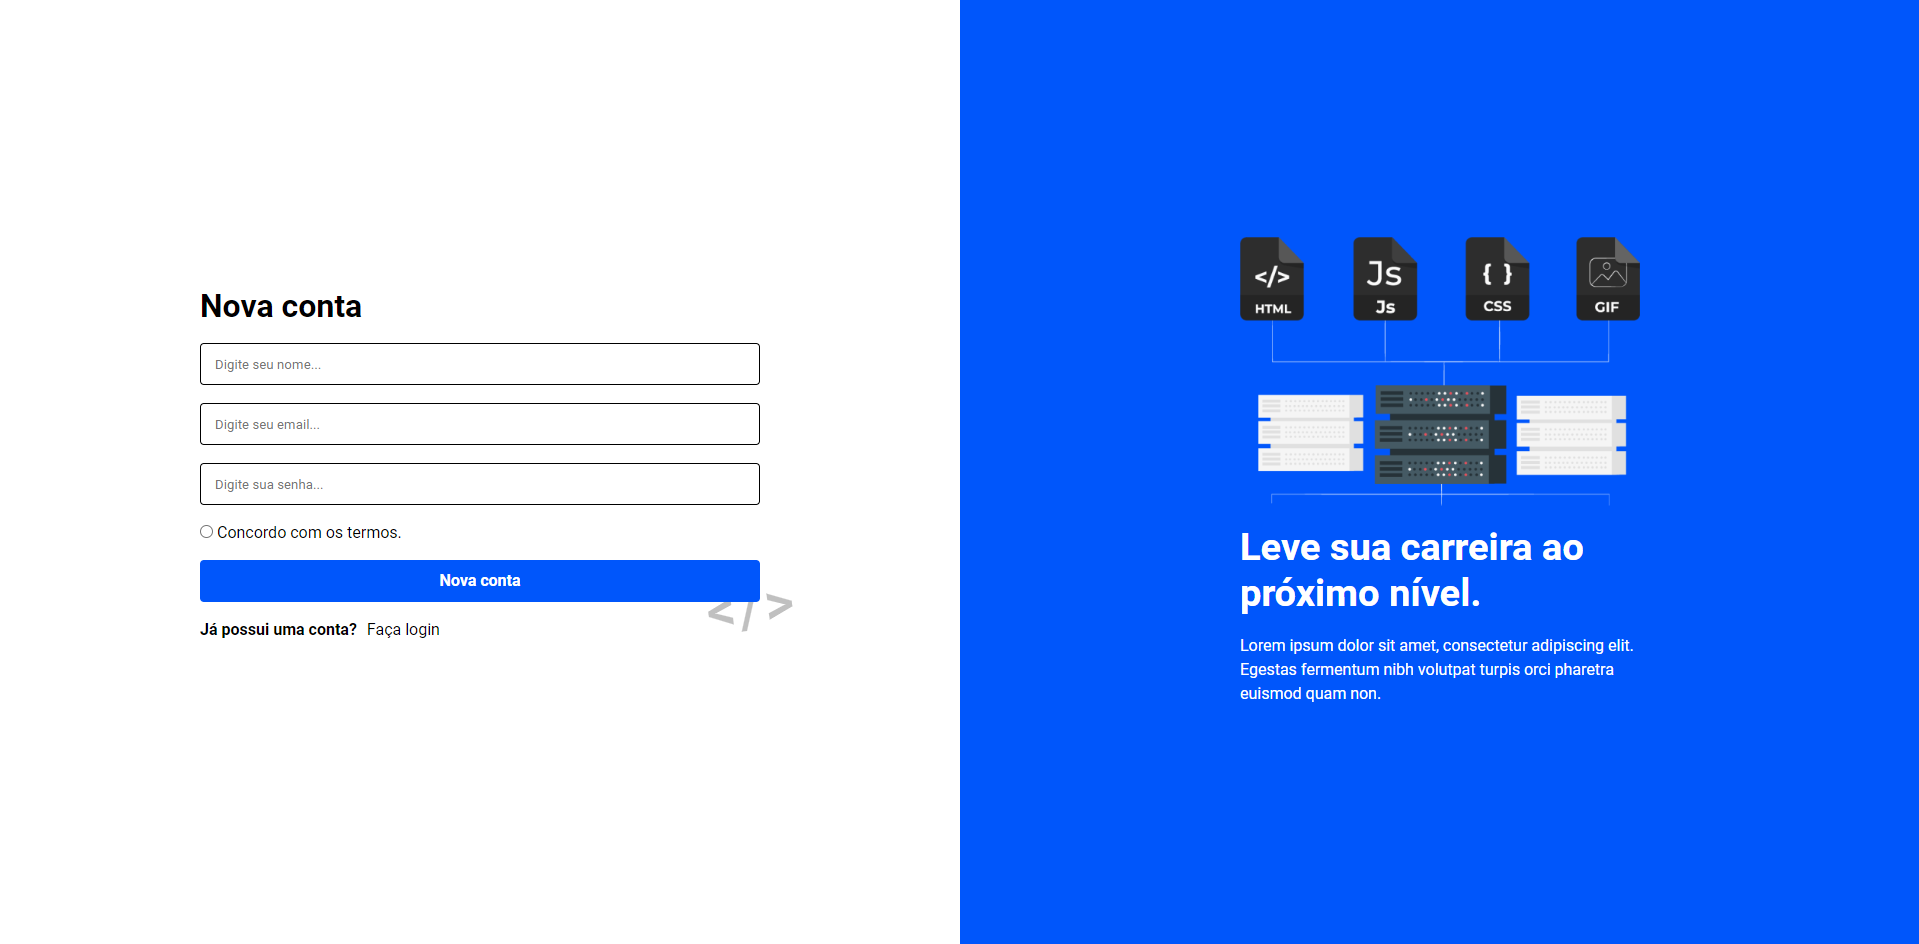 Nova conta
Digite seu nome...
Digite seu email...
Digite sua senha...
Concordo com os termos.
Nova conta
</>
Já possui uma conta? Faça login
</> Js { }
HTML Js CSS GIF
Leve sua carreira ao
próximo nível.
Lorem ipsum dolor sit amet, consectetur adipiscing elit.
Egestas fermentum nibh volutpat turpis orci pharetra
euismod quam non.